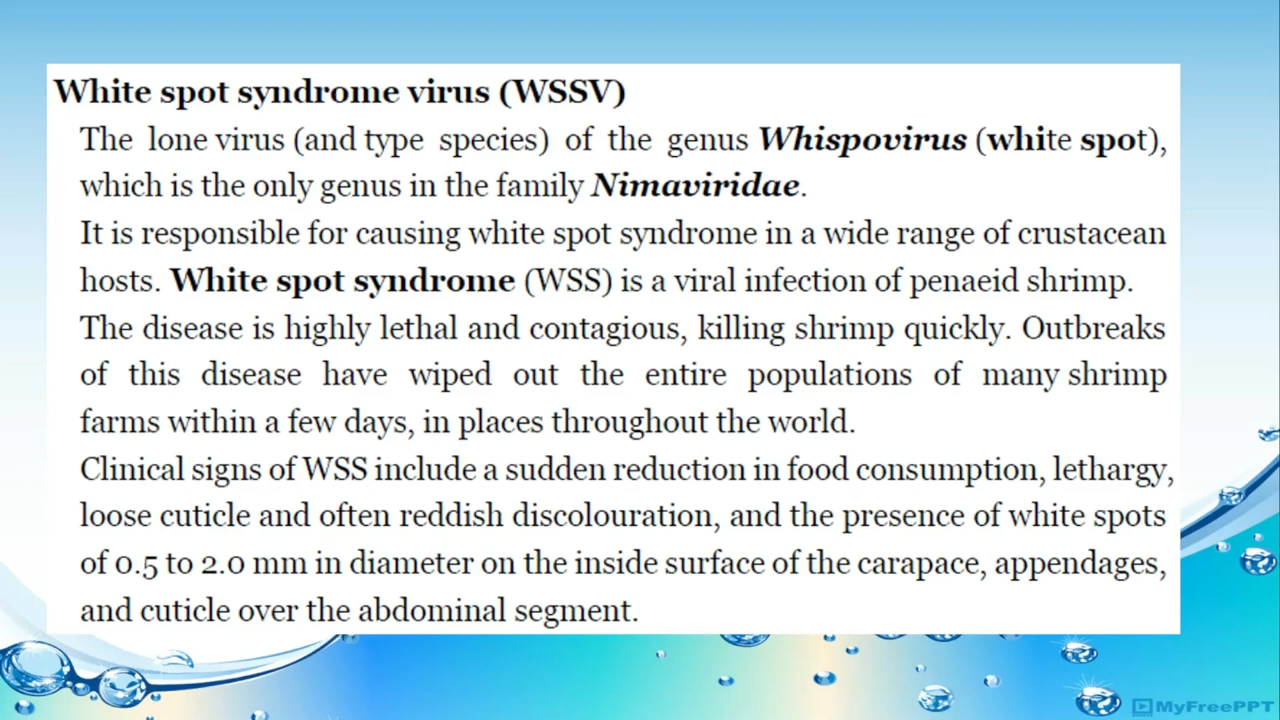 White spot syndrome virus (WSSV)
The lone virus (and type species) of the genus Whispovirus (white spot),
which is the only genus in the family Nimaviridae.
It is responsible for causing white spot syndrome in a wide range of crustacean
hosts. White spot syndrome (WSS) is a viral infection of penaeid shrimp.
The disease is highly lethal and contagious, killing shrimp quickly. Outbreaks
of this disease have wiped out the entire populations of many shrimp
farms within a few days, in places throughout the world.
Clinical signs of WSS include a sudden reduction in food consumption, lethargy,
loose cuticle and often reddish discolouration, and the presence of white spots
of 0.5 to 2.0 mm in diameter on the inside surface of the carapace, appendages,
and cuticle over the abdominal segment.
MyFreePPT